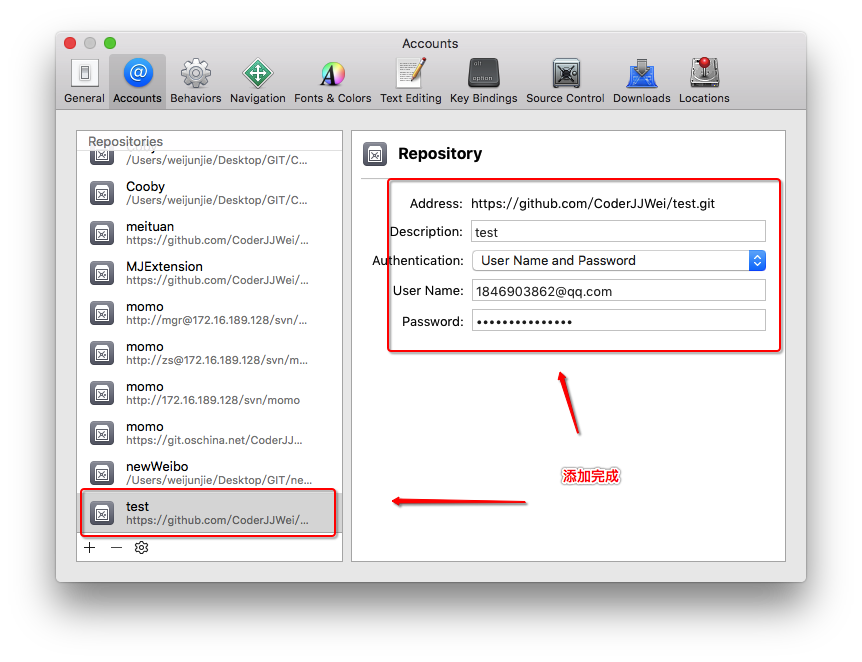 Accounts
General
Accounts
Behaviors
Navigation
Fonts & Colors
Text Editing
alt
option
Key Bindings
Source Control
Downloads
Locations
Repositories
/Users/weijunjie/Desktop/GIT/C...
Cooby
/Users/weijunjie/Desktop/GIT/C...
meituan
https://github.com/CoderJJWei/...
MJExtension
https://github.com/CoderJJWei/...
momo
http://mgr@172.16.189.128/svn/...
momo
http://zs@172.16.189.128/svn/m...
momo
http://172.16.189.128/svn/momo
momo
https://git.oschina.net/CoderJJ...
newWeibo
/Users/weijunjie/Desktop/GIT/ne...
test
https://github.com/CoderJJWei/...
Repository
Address: https://github.com/CoderJJWei/test.git
Description: test
Authentication: User Name and Password
User Name: 1846903862@qq.com
Password: •••••••••••••••
添加完成